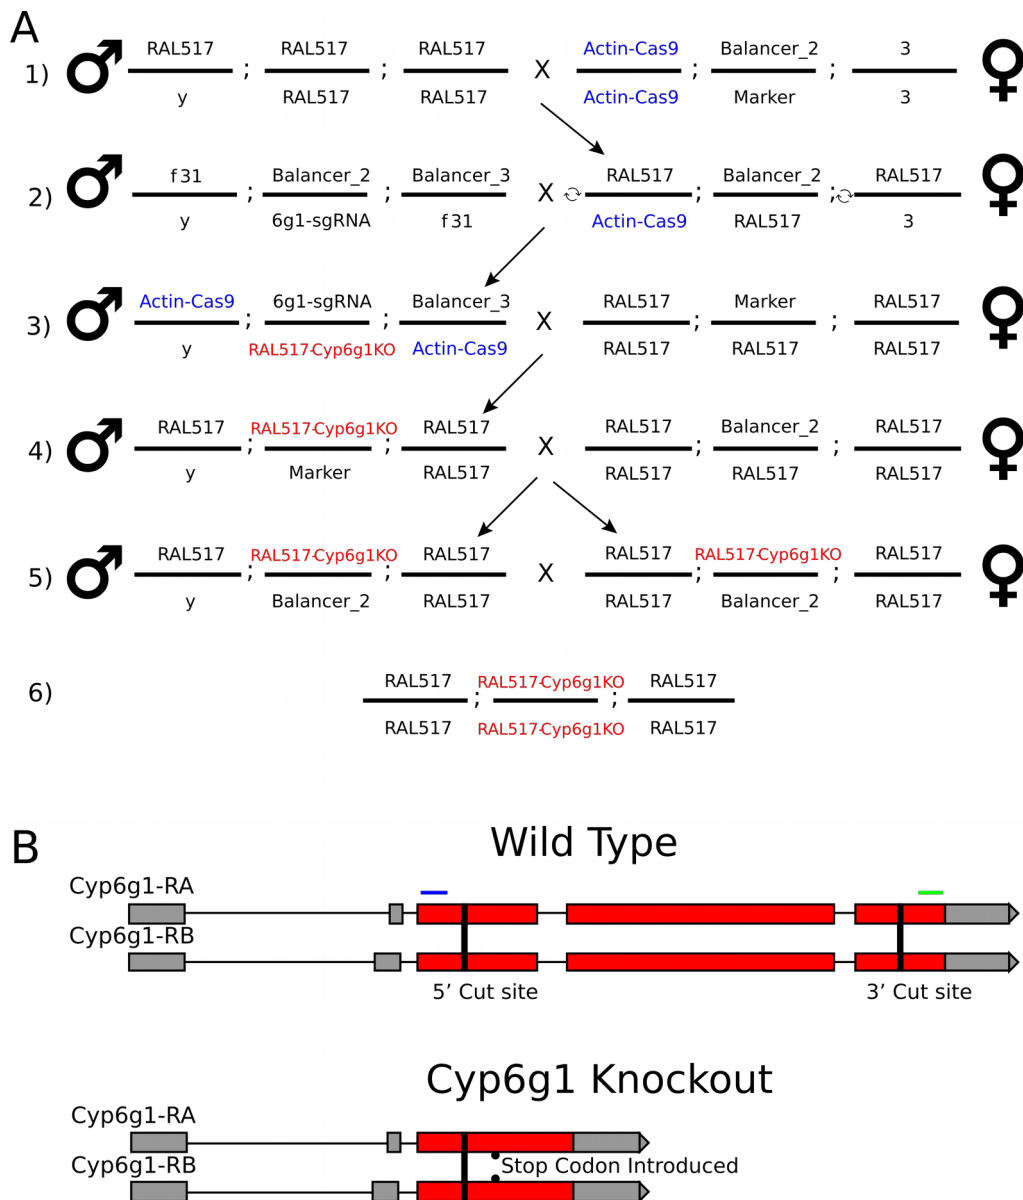 A
RAL517 ; RAL517 ; RAL517 X Actin-Cas9 ; Balancer_2 ; 3
1)
y RAL517 RAL517 Actin-Cas9 Marker 3
f31 ; Balancer_2 ; Balancer_3 X RAL517 ; Balancer_2 ; RAL517
2)
y 6g1-sgRNA f31 Actin-Cas9 RAL517 3
Actin-Cas9 ; 6g1-sgRNA ; Balancer_3 X RAL517 ; Marker ; RAL517
3)
y RAL517-Cyp6g1KO Actin-Cas9 RAL517 RAL517 RAL517
RAL517 ; RAL517-Cyp6g1KO ; RAL517 X RAL517 ; Balancer_2 ; RAL517
4)
y Marker RAL517 RAL517 RAL517 RAL517
RAL517 ; RAL517-Cyp6g1KO ; RAL517 X RAL517 ; RAL517-Cyp6g1KO ; RAL517
5)
y Balancer_2 RAL517 RAL517 Balancer_2 RAL517
RAL517 ; RAL517-Cyp6g1KO ; RAL517
6)
RAL517 RAL517-Cyp6g1KO RAL517
B
Wild Type
Cyp6g1-RA
Cyp6g1-RB
5’ Cut site 3’ Cut site
Cyp6g1 Knockout
Cyp6g1-RA
Cyp6g1-RB Stop Codon Introduced